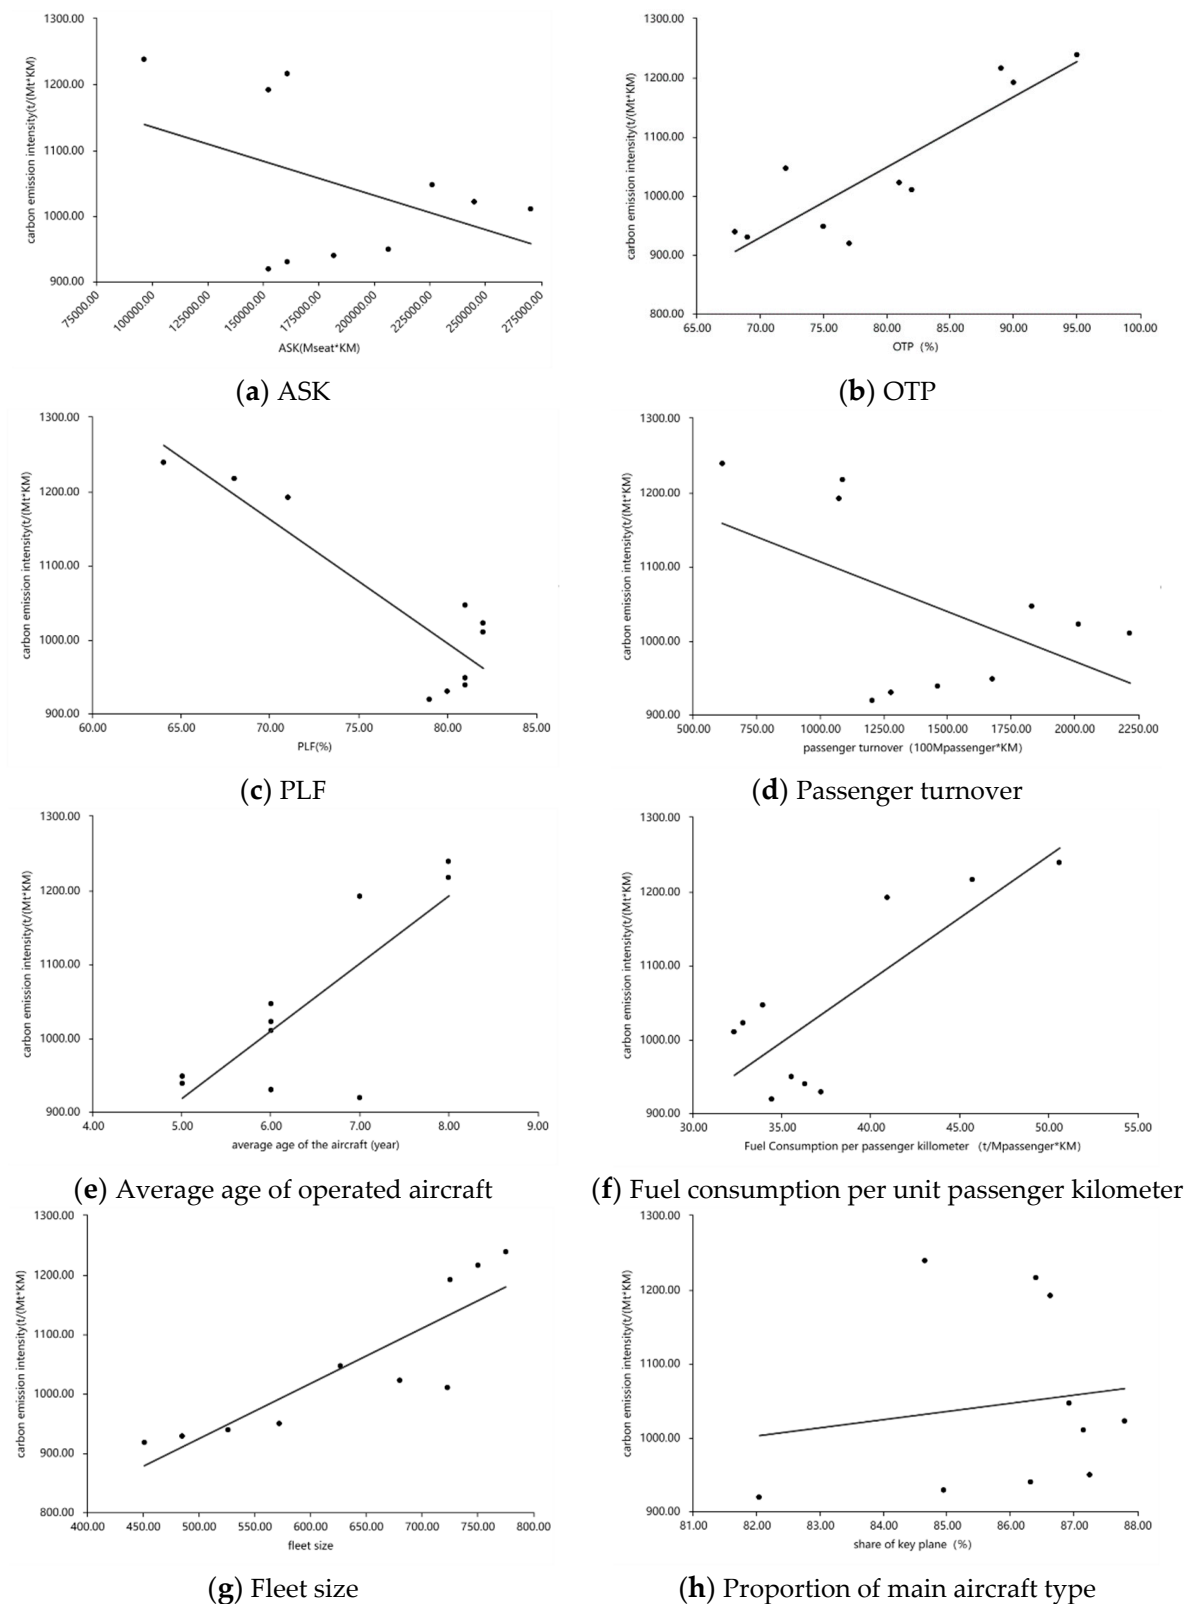 1300.00
1200.00
1100.00
1000.00
900.00
carbon emission intensity(t/(Mt*KM)
75000.00 100000.00 125000.00 150000.00 175000.00 200000.00 225000.00 250000.00 275000.00
ASK(Mseat*KM)
(a) ASK
1300.00
1200.00
1100.00
1000.00
900.00
800.00
carbon emission intensity(t/(Mt*KM)
65.00 70.00 75.00 80.00 85.00 90.00 95.00 100.00
OTP (%)
(b) OTP
1300.00
1200.00
1100.00
1000.00
900.00
carbon emission intensity(t/(Mt*KM)
60.00 65.00 70.00 75.00 80.00 85.00
PLF(%)
(c) PLF
1300.00
1200.00
1100.00
1000.00
900.00
carbon emission intensity(t/(Mt*KM)
500.00 750.00 1000.00 1250.00 1500.00 1750.00 2000.00 2250.00
passenger turnover (100Mpassenger*KM)
(d) Passenger turnover
1300.00
1200.00
1100.00
1000.00
900.00
carbon emission intensity(t/(Mt*KM)
4.00 5.00 6.00 7.00 8.00 9.00
average age of the aircraft (year)
(e) Average age of operated aircraft
1300.00
1200.00
1100.00
1000.00
900.00
carbon emission intensity(t/(Mt*KM)
30.00 35.00 40.00 45.00 50.00 55.00
Fuel Consumption per passenger killometer (t/Mpassenger*KM)
(f) Fuel consumption per unit passenger kilometer
1300.00
1200.00
1100.00
1000.00
900.00
800.00
carbon emission intensity(t/(Mt*KM)
400.00 450.00 500.00 550.00 600.00 650.00 700.00 750.00 800.00
fleet size
(g) Fleet size
1300.00
1200.00
1100.00
1000.00
900.00
carbon emission intensity(t/(Mt*KM)
81.00 82.00 83.00 84.00 85.00 86.00 87.00 88.00
share of key plane (%)
(h) Proportion of main aircraft type